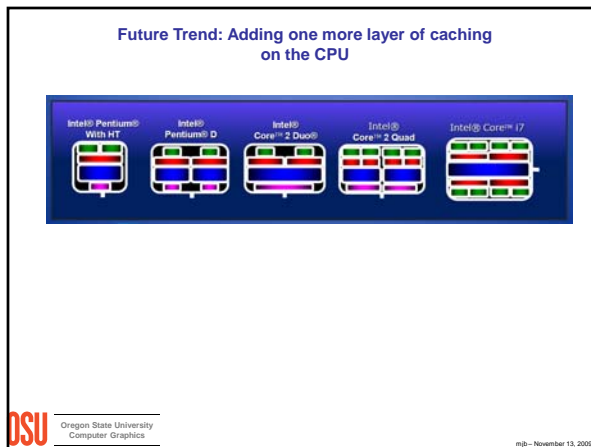 Future Trend: Adding one more layer of caching
on the CPU
Intel® Pentium®
With HT
Intel®
Pentium® D
Intel®
Core™ 2 Duo®
Intel®
Core™ 2 Quad
Intel® Core™ i7
OSU
Oregon State University
Computer Graphics
mjb – November 13, 2009